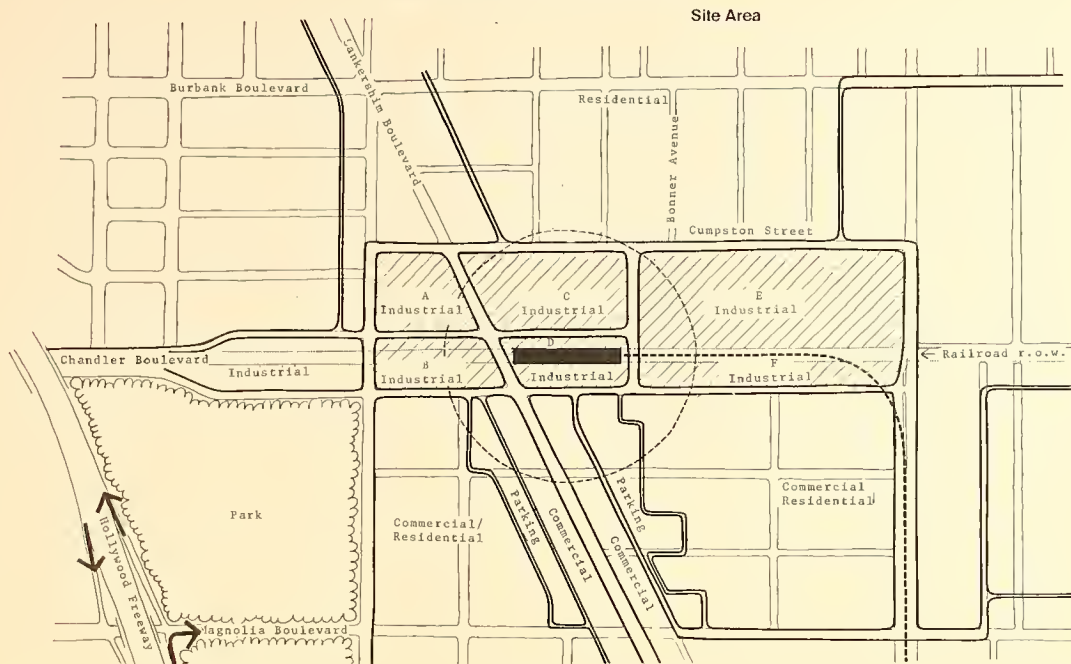 Site Area
Burbank Boulevard
Lankershim Boulevard
Residential
Bonner Avenue
Cumpston Street
A
Industrial
C
Industrial
E
Industrial
Chandler Boulevard
Industrial
B
Industrial
D
Industrial
F
Industrial
Railroad r.o.w.
Park
Commercial/
Residential
Parking
Commercial
Commercial
Parking
Commercial
Residential
Hollywood Freeway
Magnolia Boulevard